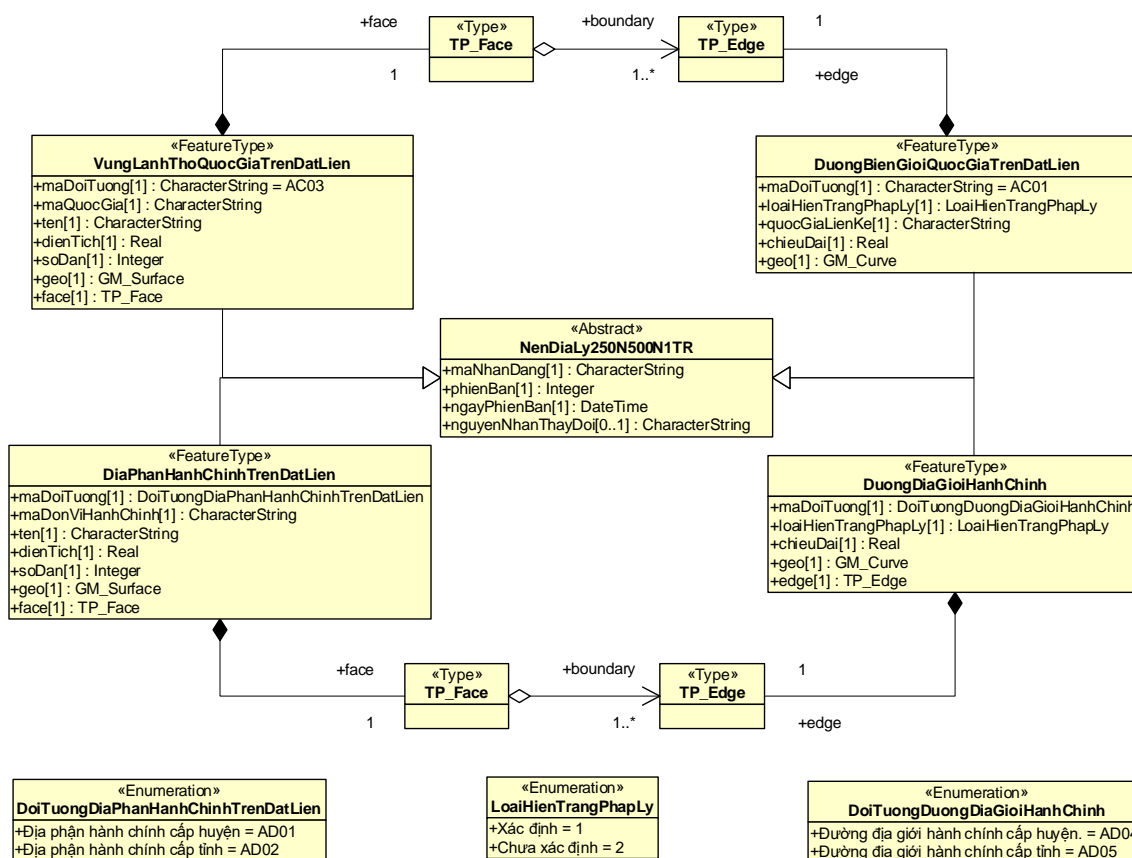 +face
+boundary
1
«Type»
TP_Face
«Type»
TP_Edge
1
1..*
+edge
«FeatureType»
VungLanhThoQuocGiaTrenDatLien
+maDoiTuong[1] : CharacterString = AC03
+maQuocGia[1] : CharacterString
+ten[1] : CharacterString
+dienTich[1] : Real
+soDan[1] : Integer
+geo[1] : GM_Surface
+face[1] : TP_Face
«FeatureType»
DuongBienGioiQuocGiaTrenDatLien
+maDoiTuong[1] : CharacterString = AC01
+loaiHienTrangPhapLy[1] : LoaiHienTrangPhapLy
+quocGiaLienKe[1] : CharacterString
+chieuDai[1] : Real
+geo[1] : GM_Curve
«Abstract»
NenDiaLy250N500N1TR
+maNhanDang[1] : CharacterString
+phienBan[1] : Integer
+ngayPhienBan[1] : DateTime
+nguyenNhanThayDoi[0..1] : CharacterString
«FeatureType»
DiaPhanHanhChinhTrenDatLien
+maDoiTuong[1] : DoiTuongDiaPhanHanhChinhTrenDatLien
+maDonViHanhChinh[1] : CharacterString
+ten[1] : CharacterString
+dienTich[1] : Real
+soDan[1] : Integer
+geo[1] : GM_Surface
+face[1] : TP_Face
«FeatureType»
DuongDiaGioiHanhChinh
+maDoiTuong[1] : DoiTuongDuongDiaGioiHanhChinh
+loaiHienTrangPhapLy[1] : LoaiHienTrangPhapLy
+chieuDai[1] : Real
+geo[1] : GM_Curve
+edge[1] : TP_Edge
+face
+boundary
1
«Type»
TP_Face
«Type»
TP_Edge
1
1..*
+edge
«Enumeration»
DoiTuongDiaPhanHanhChinhTrenDatLien
+Địa phận hành chính cấp huyện = AD01
+Địa phận hành chính cấp tỉnh = AD02
«Enumeration»
LoaiHienTrangPhapLy
+Xác định = 1
+Chưa xác định = 2
«Enumeration»
DoiTuongDuongDiaGioiHanhChinh
+Đường địa giới hành chính cấp huyện. = AD04
+Đường địa giới hành chính cấp tỉnh = AD05